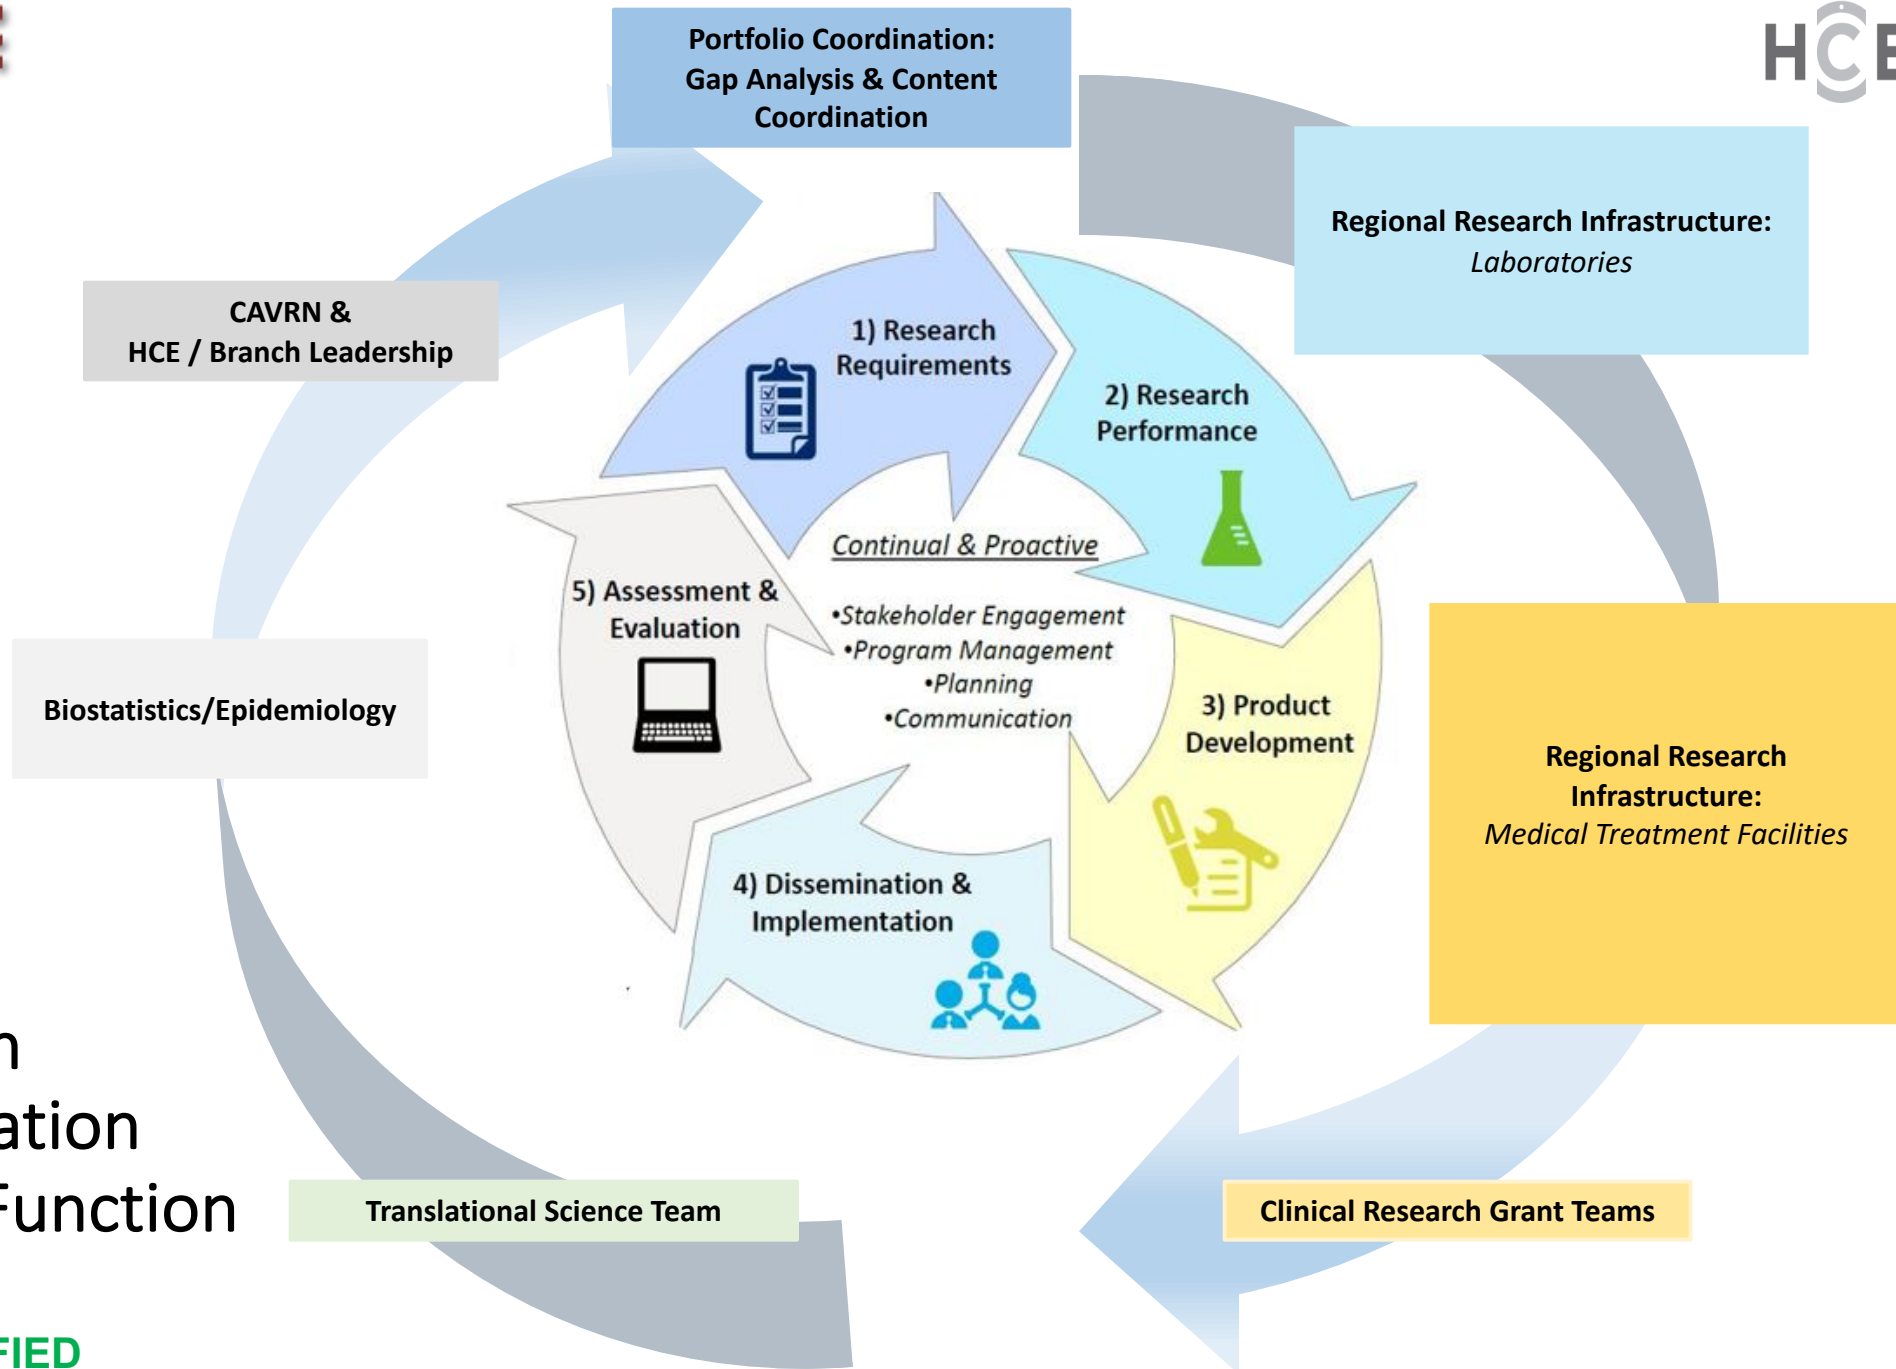 Portfolio Coordination:
Gap Analysis & Content
Coordination
HCE
Regional Research Infrastructure:
Laboratories
CAVRN &
HCE / Branch Leadership
1) Research
Requirements
2) Research
Performance
Continual & Proactive
•Stakeholder Engagement
•Program Management
•Planning
•Communication
5) Assessment &
Evaluation
Biostatistics/Epidemiology
3) Product
Development
Regional Research
Infrastructure:
Medical Treatment Facilities
4) Dissemination &
Implementation
Function
Translational Science Team
Clinical Research Grant Teams